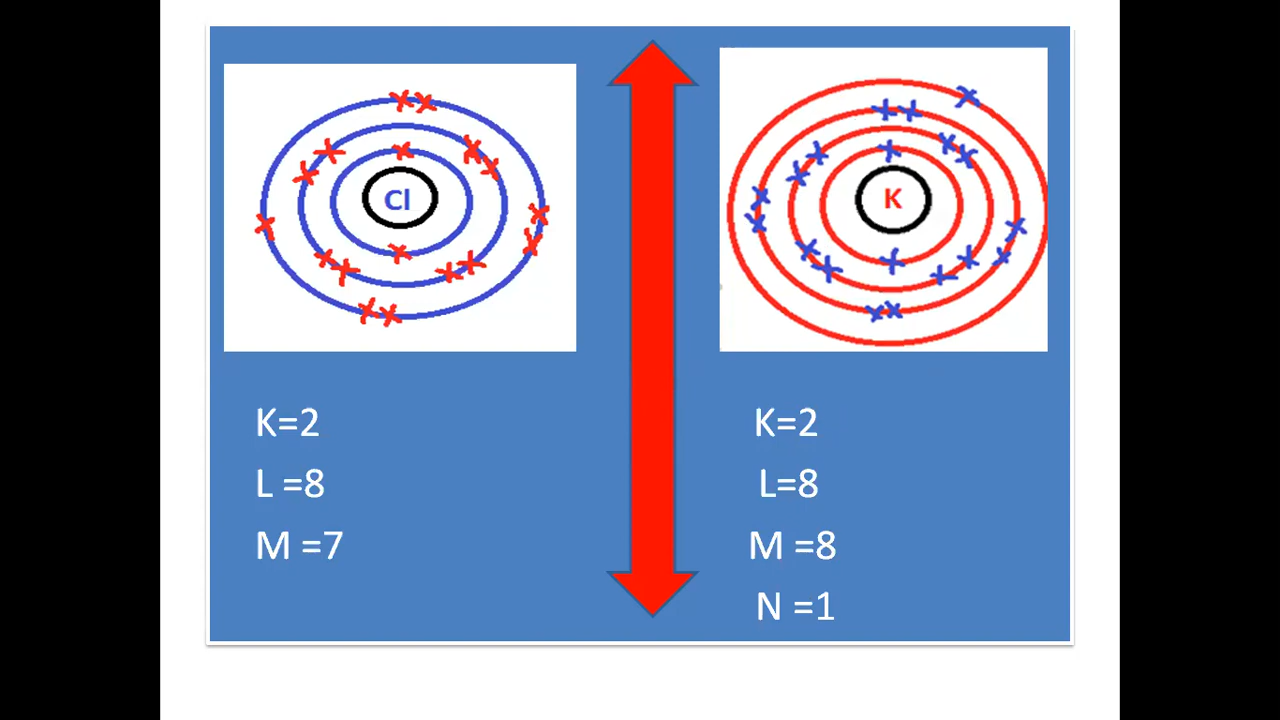 Cl
K=2
L =8
M =7
K
K=2
L=8
M =8
N =1